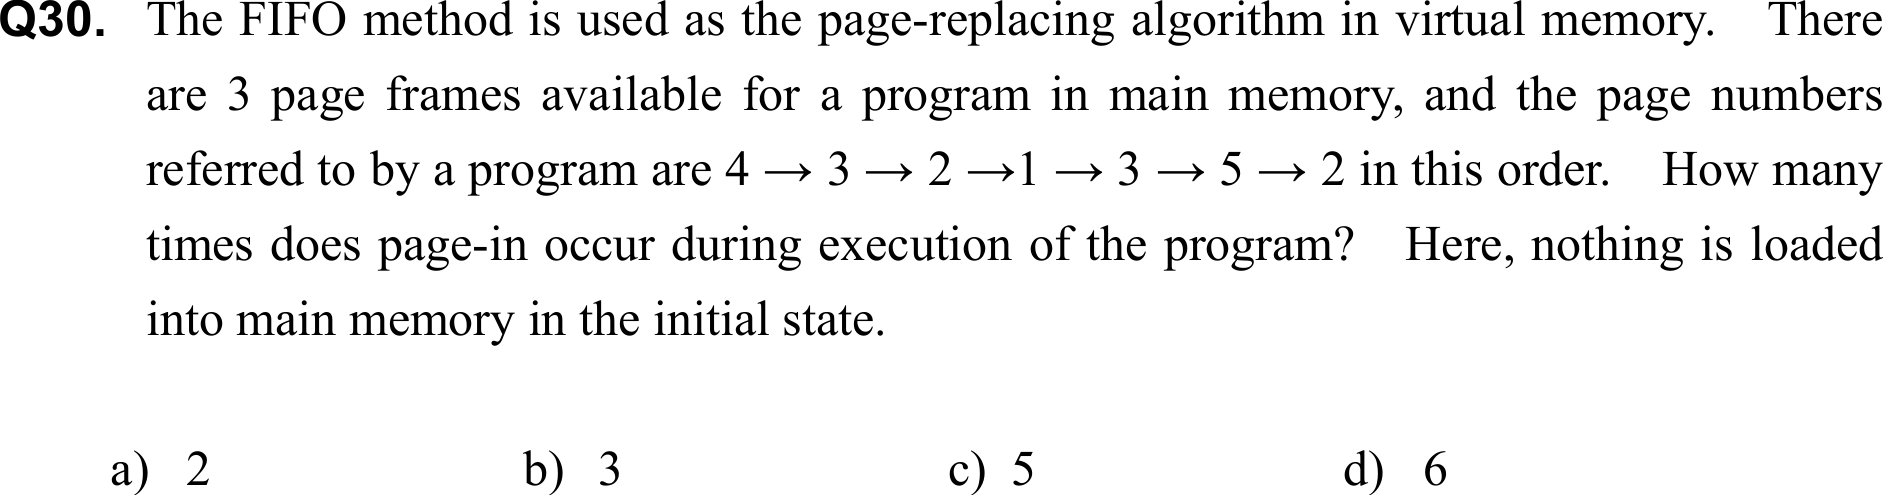 Q30. The FIFO method is used as the page-replacing algorithm in virtual memory. There
are 3 page frames available for a program in main memory, and the page numbers
referred to by a program are 4 → 3 → 2 →1 → 3 → 5 → 2 in this order. How many
times does page-in occur during execution of the program? Here, nothing is loaded
into main memory in the initial state.
a) 2 b) 3 c) 5 d) 6